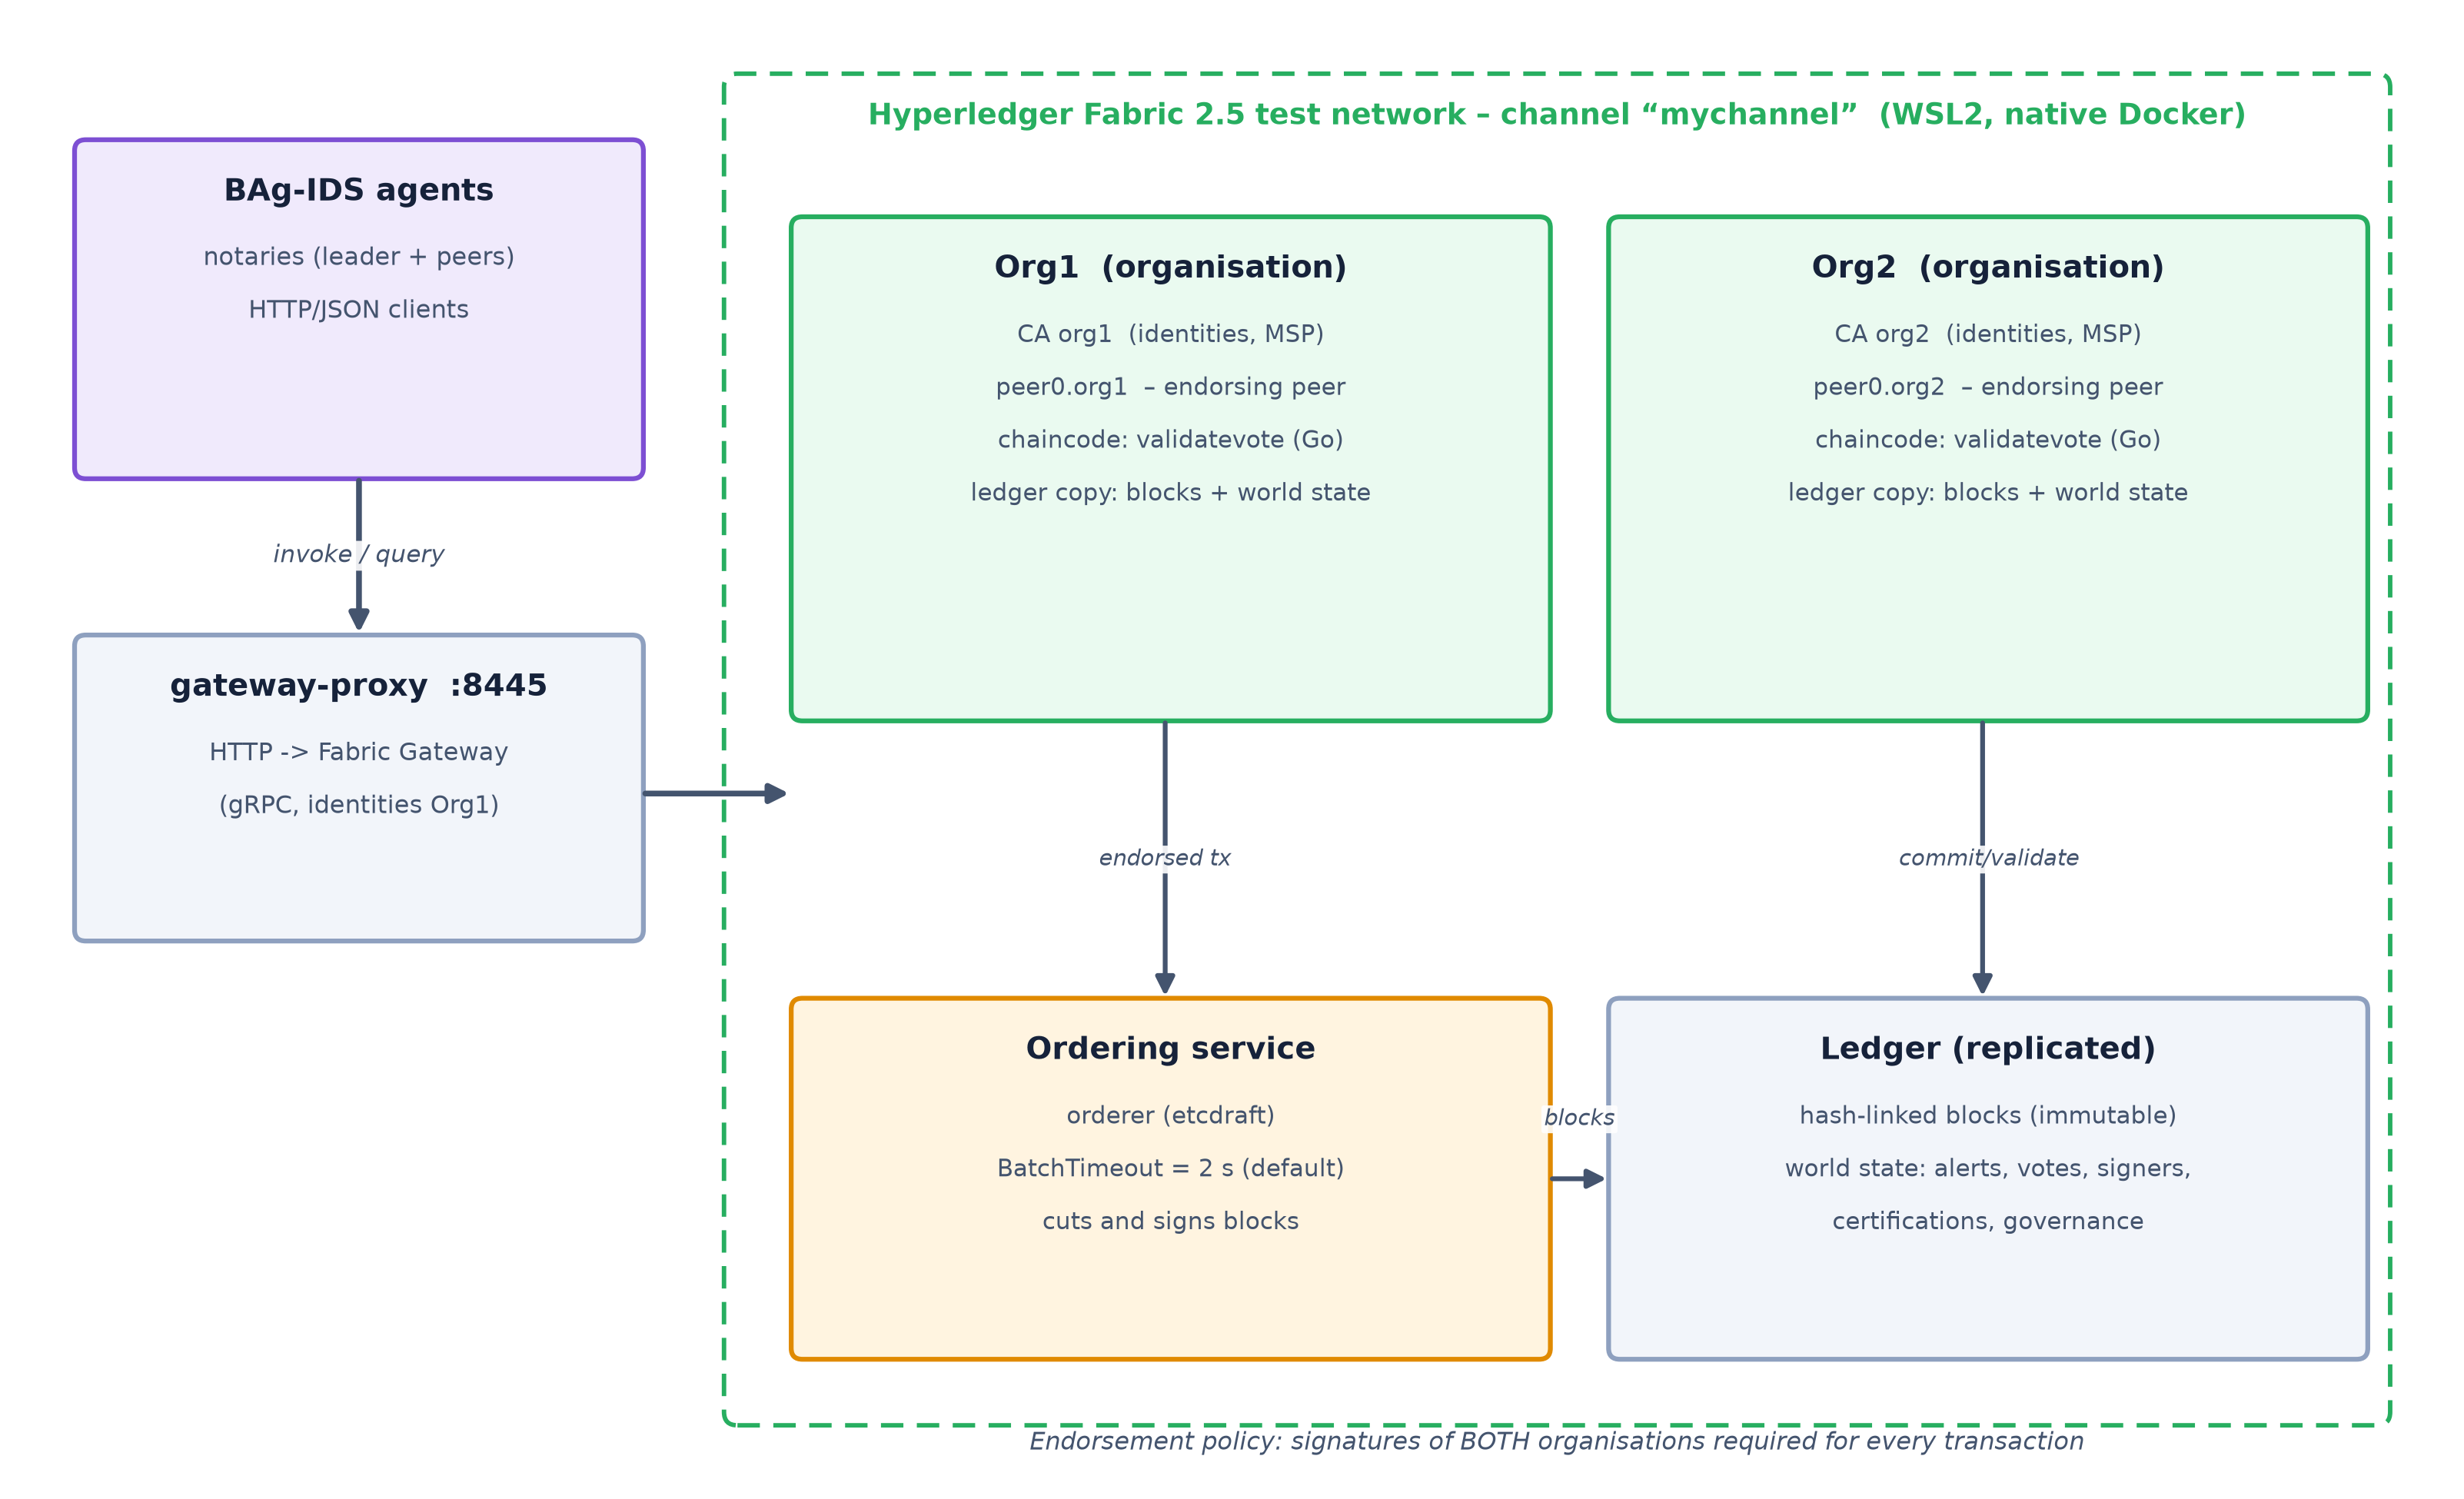 Hyperledger Fabric 2.5 test network – channel “mychannel”  (WSL2, native Docker)
BAg-IDS agents
notaries (leader + peers)
HTTP/JSON clients
invoke / query
gateway-proxy  :8445
HTTP -> Fabric Gateway
(gRPC, identities Org1)
Org1  (organisation)
CA org1  (identities, MSP)
peer0.org1  – endorsing peer
chaincode: validatevote (Go)
ledger copy: blocks + world state
Org2  (organisation)
CA org2  (identities, MSP)
peer0.org2  – endorsing peer
chaincode: validatevote (Go)
ledger copy: blocks + world state
endorsed tx
commit/validate
Ordering service
orderer (etcdraft)
BatchTimeout = 2 s (default)
cuts and signs blocks
blocks
Ledger (replicated)
hash-linked blocks (immutable)
world state: alerts, votes, signers,
certifications, governance
Endorsement policy: signatures of BOTH organisations required for every transaction